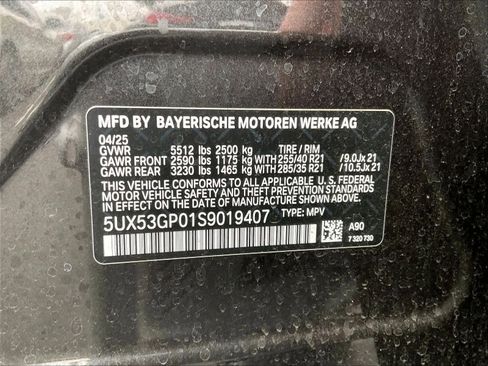 MFD BY BAYERISCHE MOTOREN WERKE AG
04/25
GVWR 5512 lbs 2500 kg TIRE / RIM
GAWR FRONT 2590 lbs 1175 kg WITH 255/40 R21 /9.0Jx 21
GAWR REAR 3230 lbs 1465 kg WITH 285/35 R21 /10.5Jx 21
THIS VEHICLE CONFORMS TO ALL APPLICABLE U. S. FEDERAL
MOTOR VEHICLE SAFETY AND THEFT PREVENTION STANDARDS IN
EFFECT ON THE DATE OF MANUFACTURE SHOWN ABOVE.
5UX53GP01S9019407 TYPE: MPV
A90
7 320 730